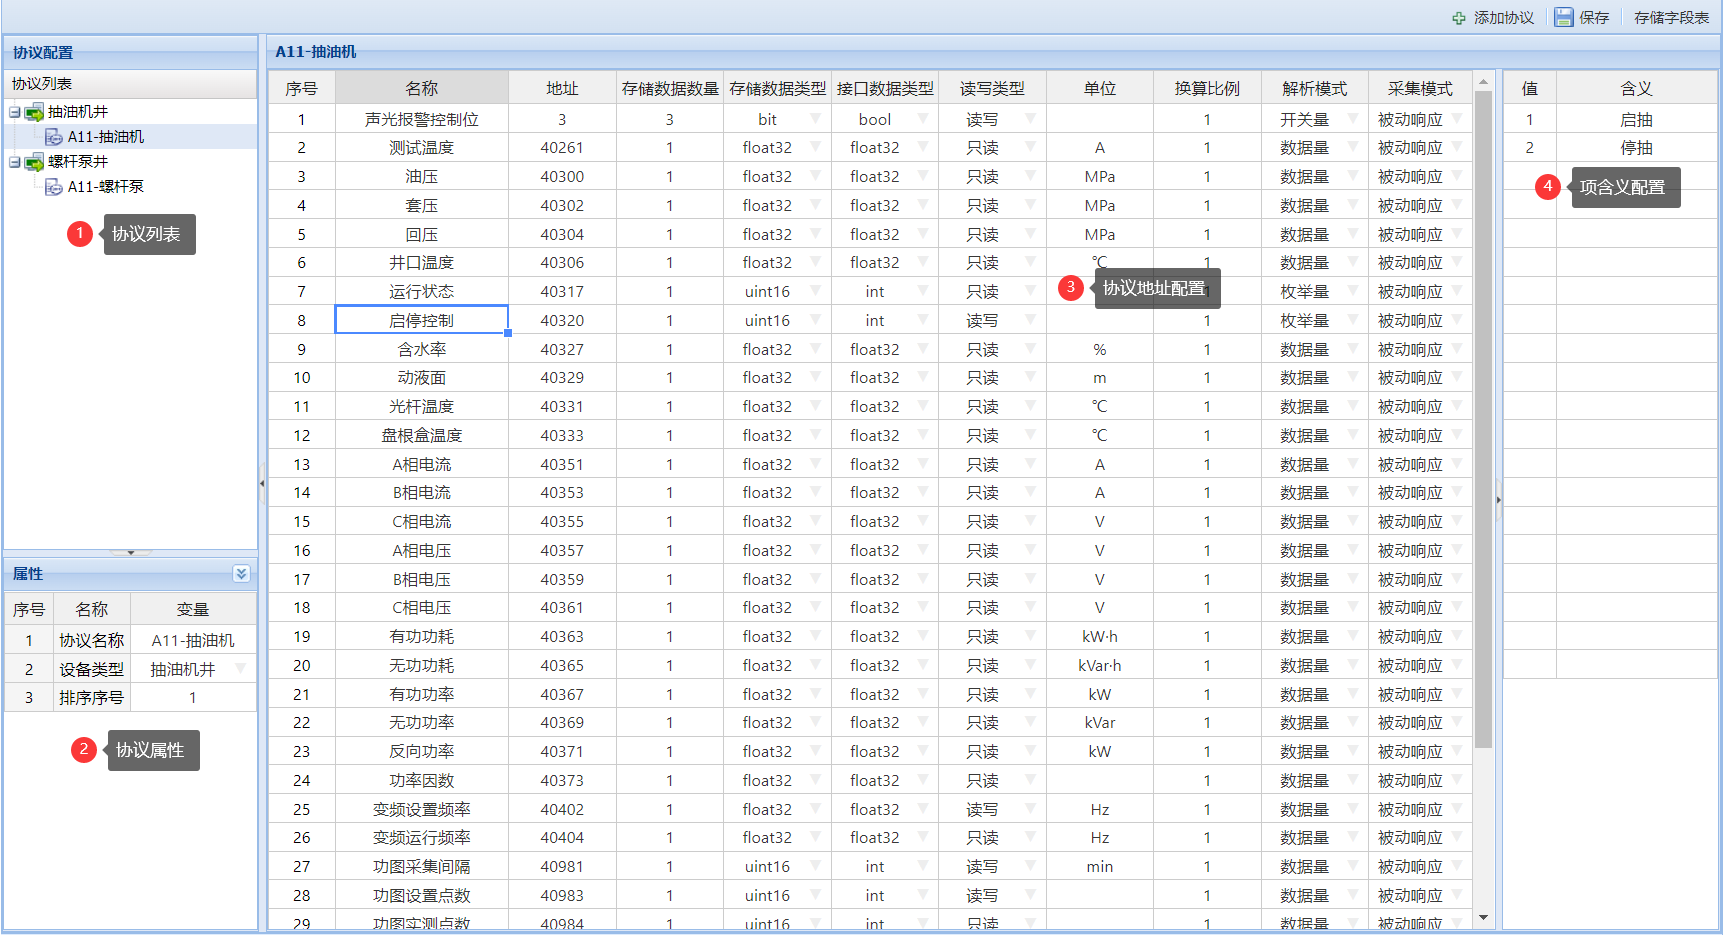 添加协议 保存 存储字段表
协议配置
协议列表
抽油机井
A11-抽油机
螺杆泵井
A11-螺杆泵
1 协议列表
属性
序号 名称 变量
1 协议名称 A11-抽油机
2 设备类型 抽油机井
3 排序序号 1
2 协议属性
A11-抽油机
序号 名称 地址 存储数据数量 存储数据类型 接口数据类型 读写类型 单位 换算比例 解析模式 采集模式
1 声光报警控制位 3 3 bit bool 读写 1 开关量 被动响应
2 测试温度 40261 1 float32 float32 只读 A 1 数据量 被动响应
3 油压 40300 1 float32 float32 只读 MPa 1 数据量 被动响应
4 套压 40302 1 float32 float32 只读 MPa 1 数据量 被动响应
5 回压 40304 1 float32 float32 只读 MPa 1 数据量 被动响应
6 井口温度 40306 1 float32 float32 只读 ℃ 1 数据量 被动响应
7 运行状态 40317 1 uint16 int 只读 1 枚举量 被动响应
3 协议地址配置
8 启停控制 40320 1 uint16 int 读写 1 枚举量 被动响应
9 含水率 40327 1 float32 float32 只读 % 1 数据量 被动响应
10 动液面 40329 1 float32 float32 只读 m 1 数据量 被动响应
11 光杆温度 40331 1 float32 float32 只读 ℃ 1 数据量 被动响应
12 盘根盒温度 40333 1 float32 float32 只读 ℃ 1 数据量 被动响应
13 A相电流 40351 1 float32 float32 只读 A 1 数据量 被动响应
14 B相电流 40353 1 float32 float32 只读 A 1 数据量 被动响应
15 C相电流 40355 1 float32 float32 只读 V 1 数据量 被动响应
16 A相电压 40357 1 float32 float32 只读 V 1 数据量 被动响应
17 B相电压 40359 1 float32 float32 只读 V 1 数据量 被动响应
18 C相电压 40361 1 float32 float32 只读 V 1 数据量 被动响应
19 有功功耗 40363 1 float32 float32 只读 kW·h 1 数据量 被动响应
20 无功功耗 40365 1 float32 float32 只读 kVar·h 1 数据量 被动响应
21 有功功率 40367 1 float32 float32 只读 kW 1 数据量 被动响应
22 无功功率 40369 1 float32 float32 只读 kVar 1 数据量 被动响应
23 反向功率 40371 1 float32 float32 只读 kW 1 数据量 被动响应
24 功率因数 40373 1 float32 float32 只读 1 数据量 被动响应
25 变频设置频率 40402 1 float32 float32 读写 Hz 1 数据量 被动响应
26 变频运行频率 40404 1 float32 float32 只读 Hz 1 数据量 被动响应
27 功图采集间隔 40981 1 uint16 int 读写 min 1 数据量 被动响应
28 功图设置点数 40983 1 uint16 int 读写 1 数据量 被动响应
29 功图实测点数 40984 1 uint16 int 只读 1 数据量 被动响应
值 含义
1 启抽
2 停抽
4 项含义配置